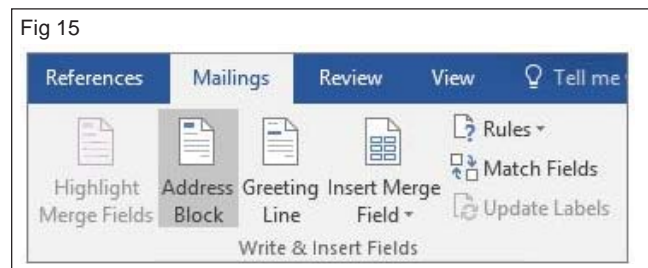 Fig 15
References Mailings Review View Tell me
Highlight Merge Fields
Address Block
Greeting Line
Insert Merge Field
Rules
Match Fields
Update Labels
Write & Insert Fields